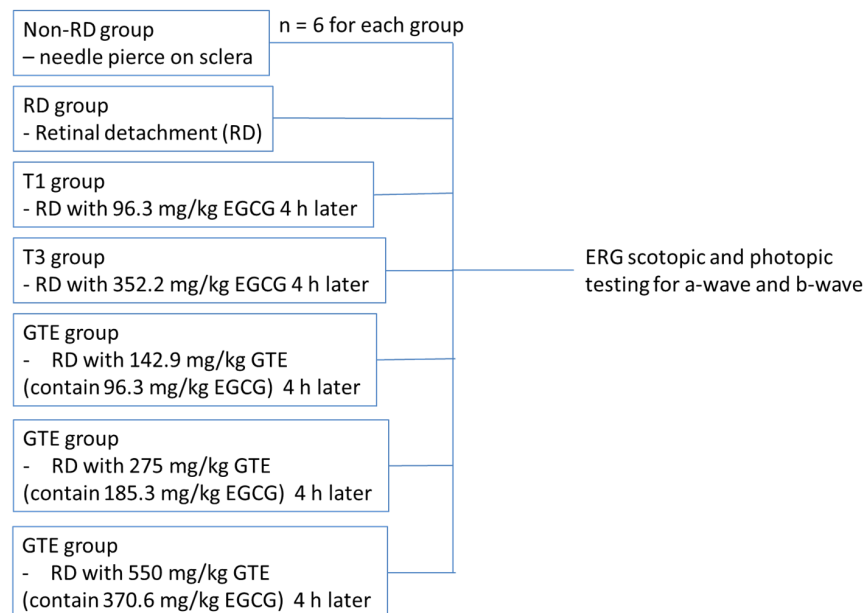 Non-RD group
– needle pierce on sclera
n = 6 for each group
RD group
- Retinal detachment (RD)
T1 group
- RD with 96.3 mg/kg EGCG 4 h later
T3 group
- RD with 352.2 mg/kg EGCG 4 h later
GTE group
- RD with 142.9 mg/kg GTE
(contain 96.3 mg/kg EGCG) 4 h later
GTE group
- RD with 275 mg/kg GTE
(contain 185.3 mg/kg EGCG) 4 h later
GTE group
- RD with 550 mg/kg GTE
(contain 370.6 mg/kg EGCG) 4 h later
ERG scotopic and photopic
testing for a-wave and b-wave